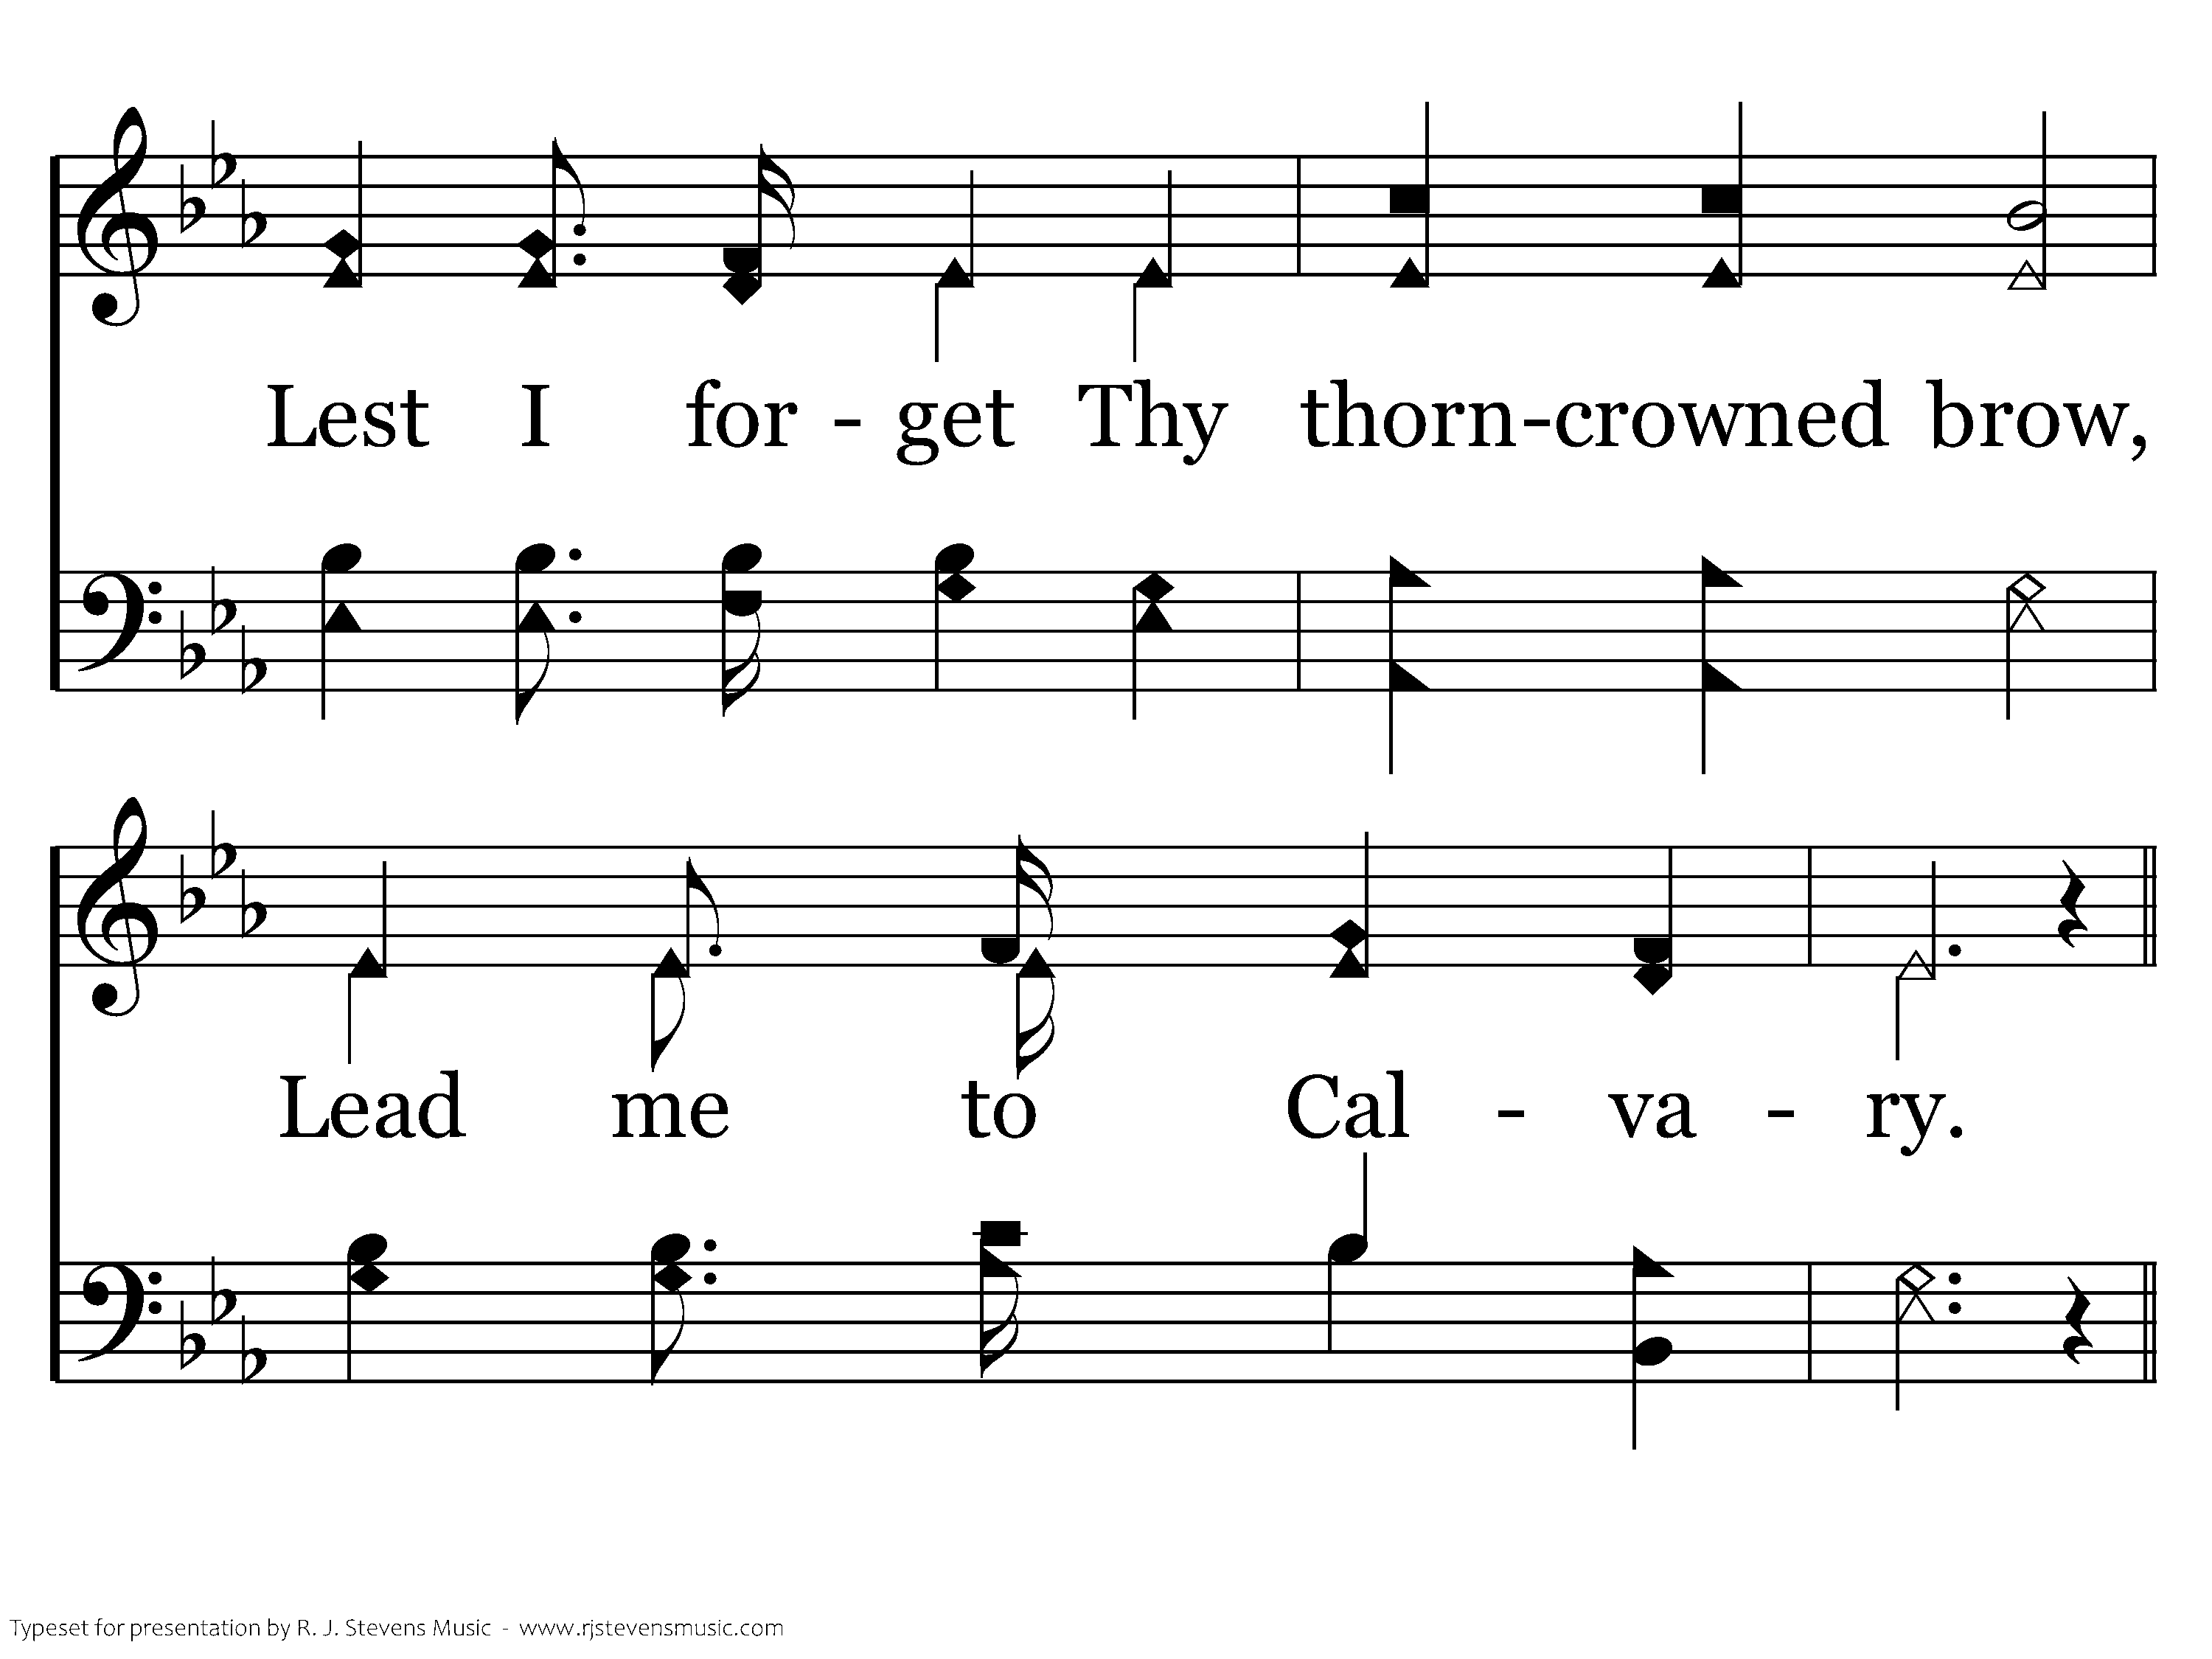 Lest I for - get Thy thorn-crowned brow,
Lead me to Cal - va - ry.
Typeset for presentation by R. J. Stevens Music - www.rjstevensmusic.com